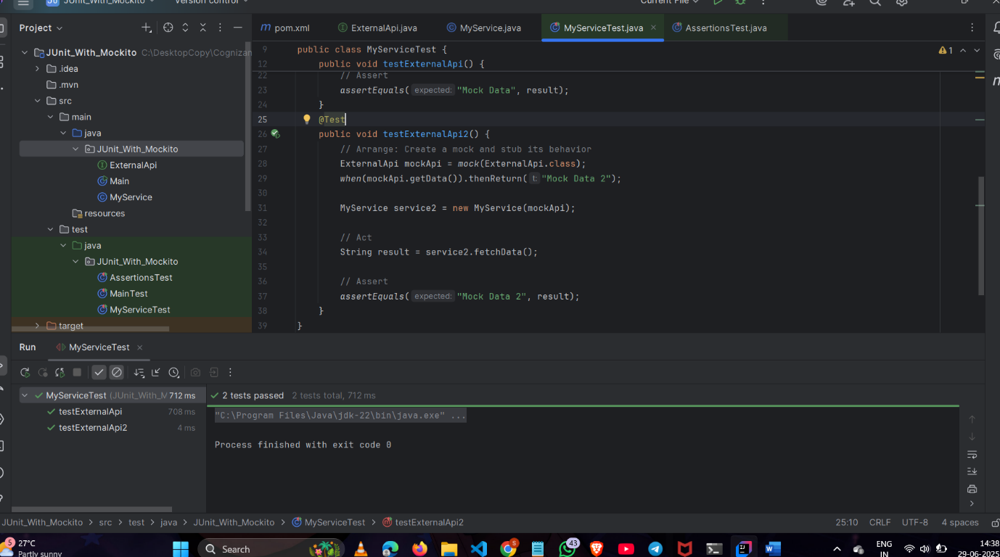 JU JUnit_With_Mockito Version control Current File
Project
pom.xml ExternalApi.java MyService.java MyServiceTest.java AssertionsTest.java
JUnit_With_Mockito C:\DesktopCopy\Cognizan
.idea
.mvn
src
main
java
JUnit_With_Mockito
ExternalApi
Main
MyService
resources
test
java
JUnit_With_Mockito
AssertionsTest
MainTest
MyServiceTest
target
9 public class MyServiceTest {
12 public void testExternalApi() {
22 // Assert
23 assertEquals( expected: "Mock Data", result);
24 }
25 @Test
26 public void testExternalApi2() {
27 // Arrange: Create a mock and stub its behavior
28 ExternalApi mockApi = mock(ExternalApi.class);
29 when(mockApi.getData()).thenReturn( t: "Mock Data 2");
30
31 MyService service2 = new MyService(mockApi);
32
33 // Act
34 String result = service2.fetchData();
35
36 // Assert
37 assertEquals( expected: "Mock Data 2", result);
38 }
39 }
1
Run MyServiceTest
MyServiceTest (JUnit_With_M 712 ms
testExternalApi 708 ms
testExternalApi2 4 ms
2 tests passed 2 tests total, 712 ms
"C:\Program Files\Java\jdk-22\bin\java.exe" ...
Process finished with exit code 0
JUnit_With_Mockito > src > test > java > JUnit_With_Mockito > MyServiceTest > testExternalApi2 25:10 CRLF UTF-8 4 spaces
5 27°C
Partly sunny
Search
S
43
ENG
IN
14:38
29-06-2025